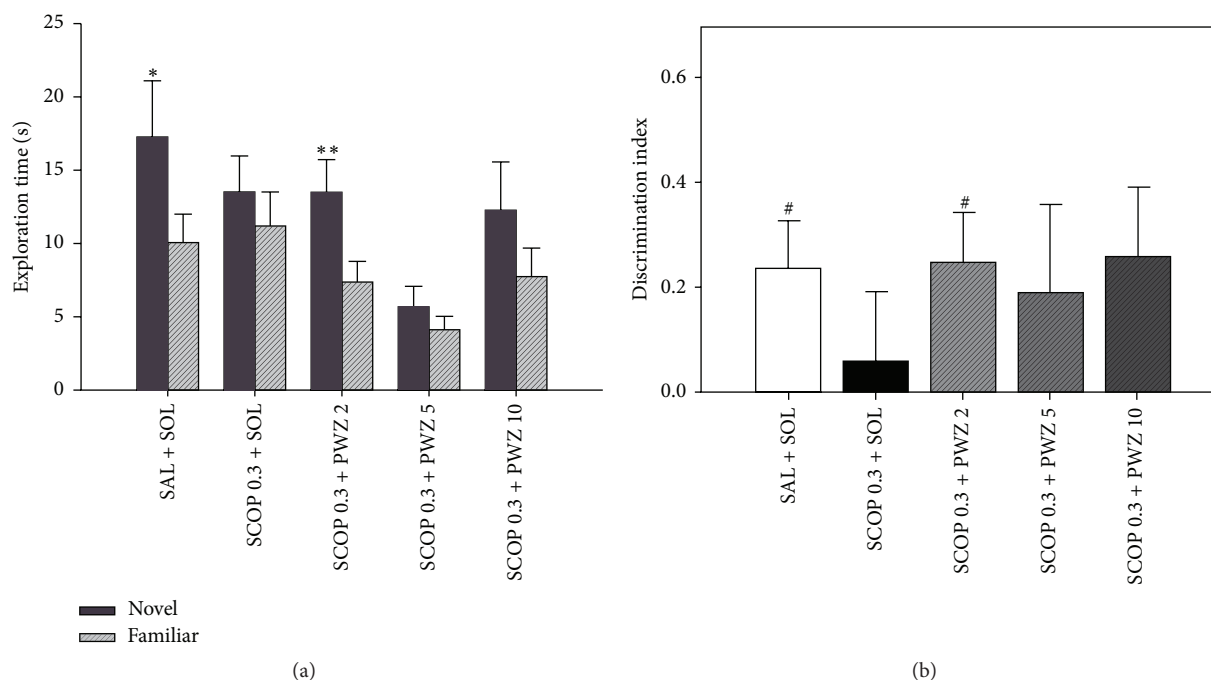 25
20
15
10
5
0
Exploration time (s)
*
**
SAL + SOL
SCOP 0.3 + SOL
SCOP 0.3 + PWZ 2
SCOP 0.3 + PWZ 5
SCOP 0.3 + PWZ 10
Novel
Familiar
(a)
0.6
0.4
0.2
0.0
Discrimination index
#
#
SAL + SOL
SCOP 0.3 + SOL
SCOP 0.3 + PWZ 2
SCOP 0.3 + PWZ 5
SCOP 0.3 + PWZ 10
(b)